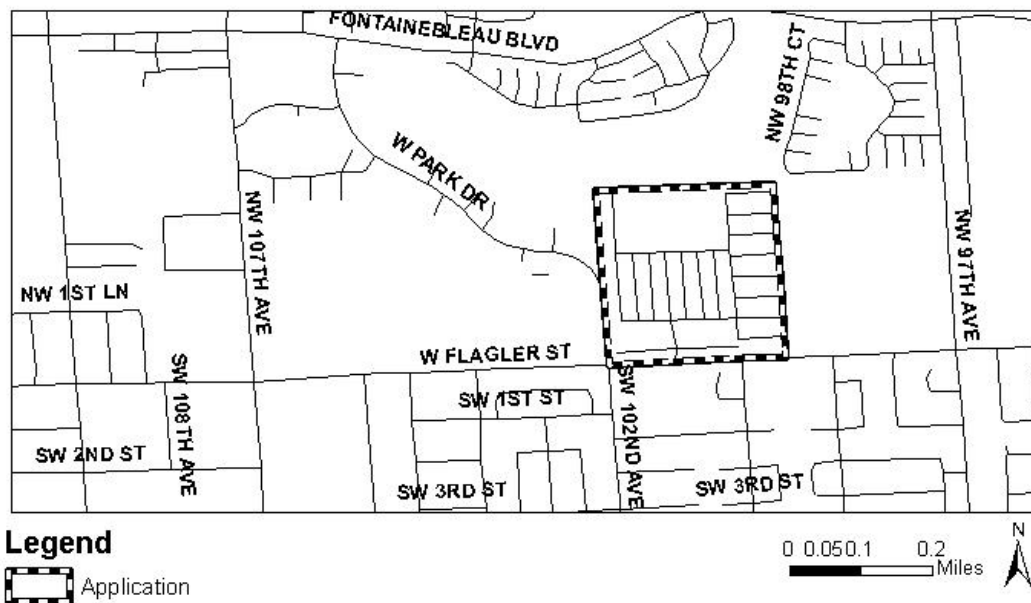 FONTAINEBLEAU BLVD
NW 98TH CT
W PARK DR
NW 107TH AVE
NW 97TH AVE
NW 1ST LN
W FLAGLER ST
SW 108TH AVE
SW 1ST ST
SW 102ND AVE
SW 2ND ST
SW 3RD ST
SW 3RD ST
Legend
Application
0 0.05 0.1 0.2
Miles
N